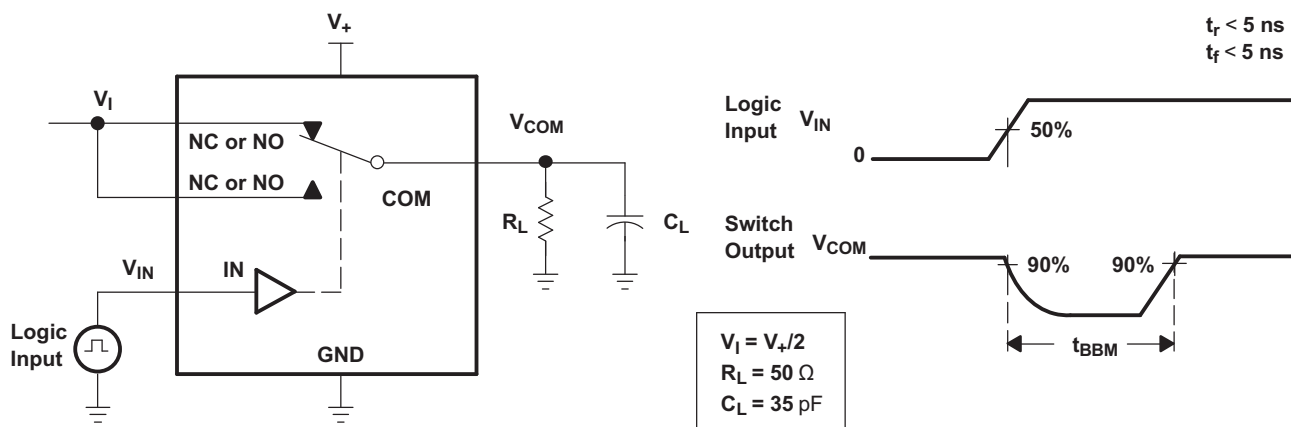 V+
VI
NC or NO
NC or NO
COM
VCOM
RL
CL
VIN
IN
Logic
Input
GND
tr < 5 ns
tf < 5 ns
Logic
Input
VIN
50%
0
Switch
Output
VCOM
90%
90%
tBBM
VI = V+/2
RL = 50 Ω
CL = 35 pF